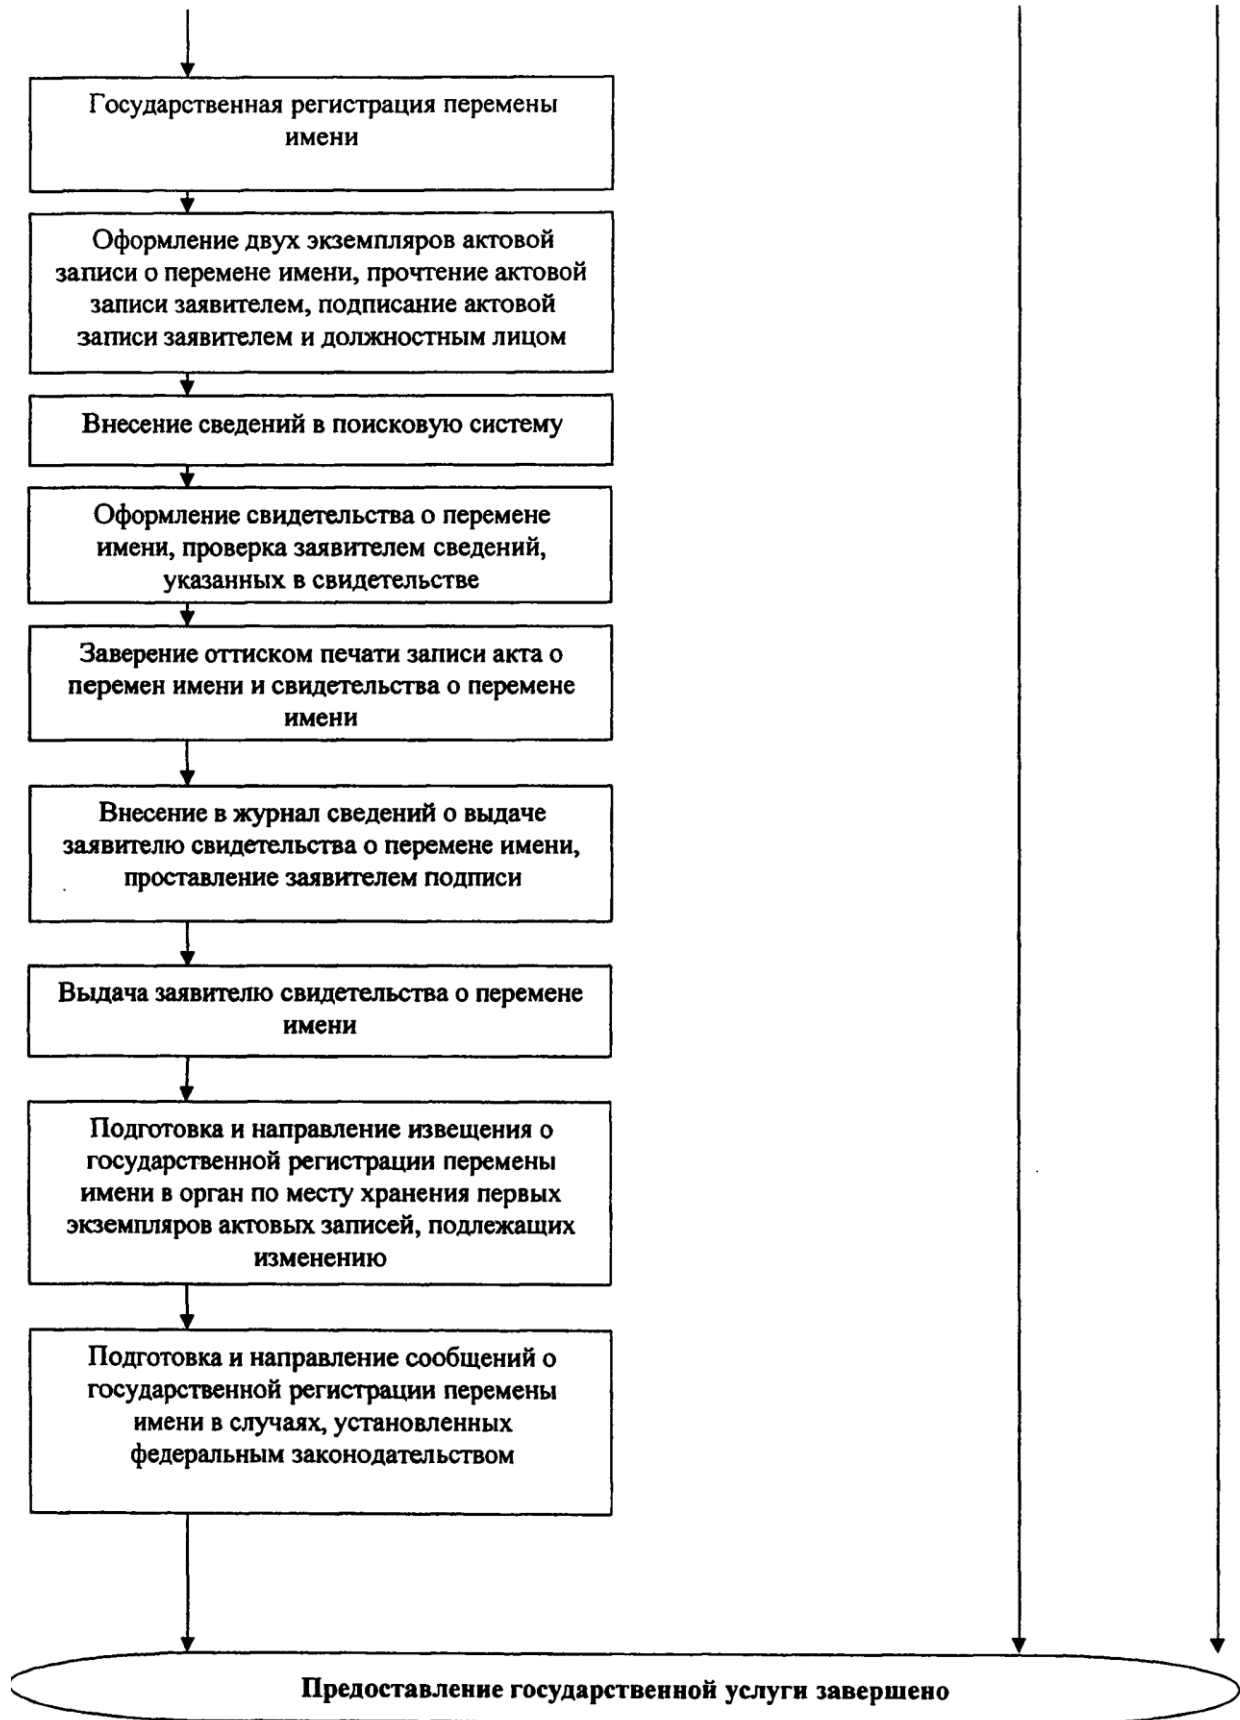 Государственная регистрация перемены
имени
Оформление двух экземпляров актовой
записи о перемене имени, прочтение актовой
записи заявителем, подписание актовой
записи заявителем и должностным лицом
Внесение сведений в поисковую систему
Оформление свидетельства о перемене
имени, проверка заявителем сведений,
указанных в свидетельстве
Заверение оттиском печати записи акта о
перемен имени и свидетельства о перемене
имени
Внесение в журнал сведений о выдаче
заявителю свидетельства о перемене имени,
проставление заявителем подписи
Выдача заявителю свидетельства о перемене
имени
Подготовка и направление извещения о
государственной регистрации перемены
имени в орган по месту хранения первых
экземпляров актовых записей, подлежащих
изменению
Подготовка и направление сообщений о
государственной регистрации перемены
имени в случаях, установленных
федеральным законодательством
Предоставление государственной услуги завершено